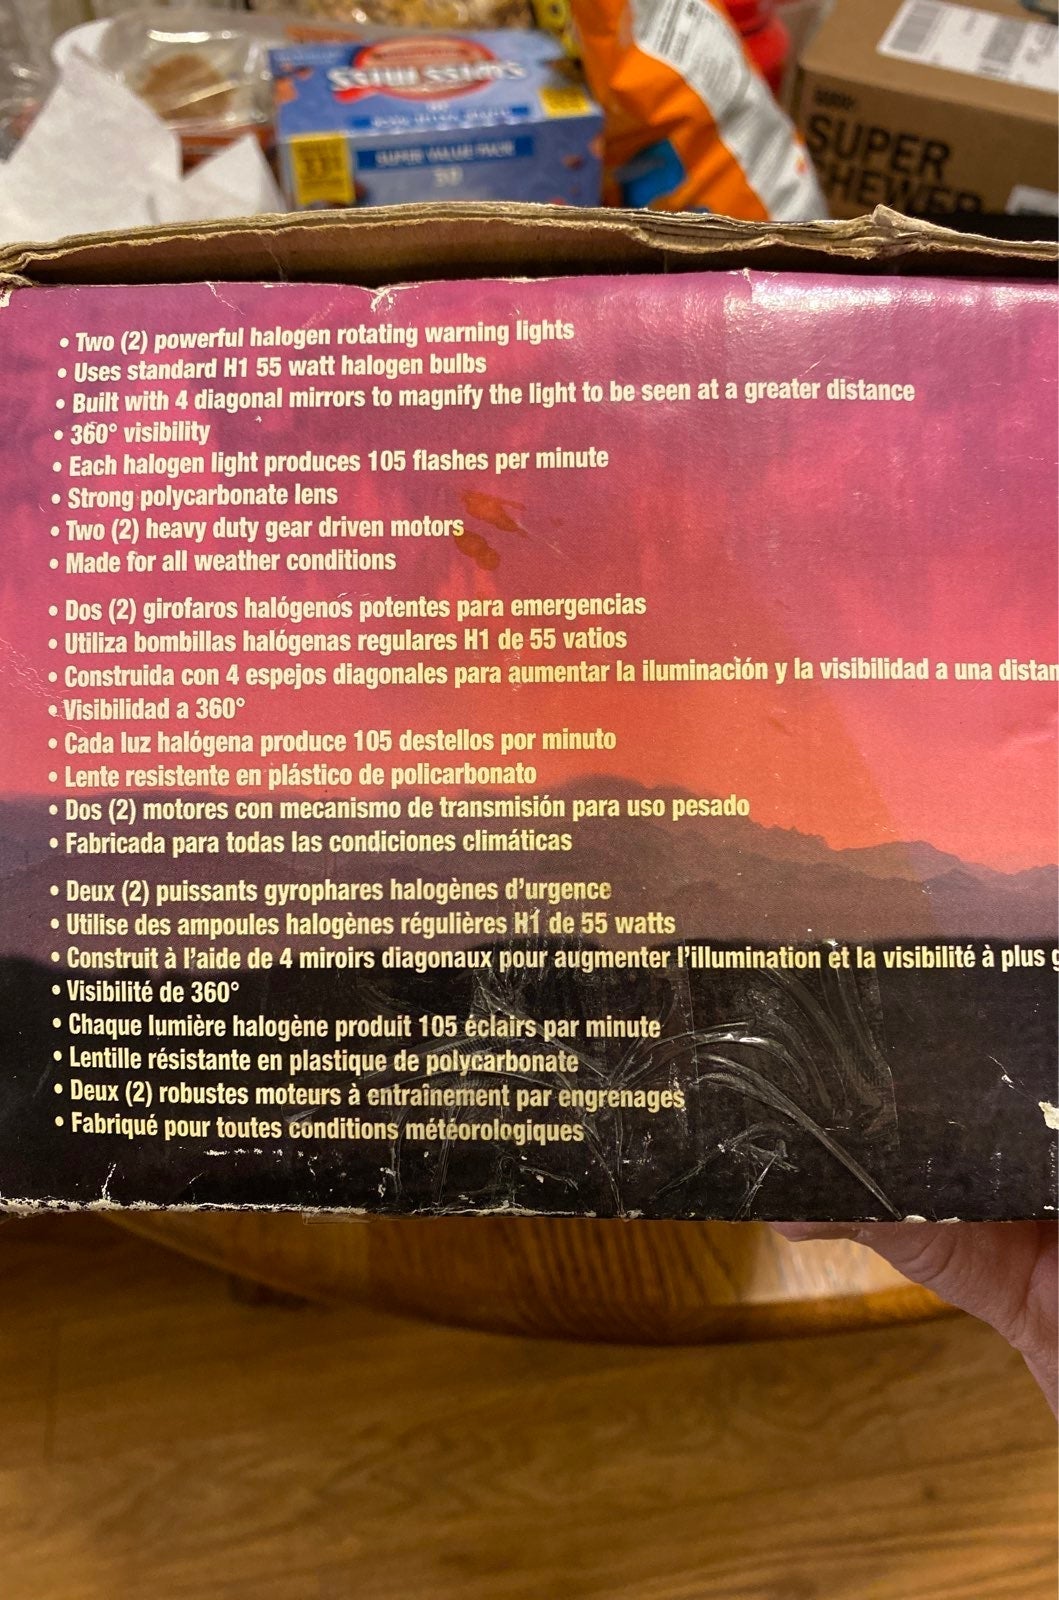 SWISS MISS
SUPER VALUE PACK
30
SUPER
CHEWER
• Two (2) powerful halogen rotating warning lights
• Uses standard H1 55 watt halogen bulbs
• Built with 4 diagonal mirrors to magnify the light to be seen at a greater distance
• 360° visibility
• Each halogen light produces 105 flashes per minute
• Strong polycarbonate lens
• Two (2) heavy duty gear driven motors
• Made for all weather conditions
• Dos (2) girofaros halógenos potentes para emergencias
• Utiliza bombillas halógenas regulares H1 de 55 vatios
• Construida con 4 espejos diagonales para aumentar la iluminación y la visibilidad a una distan
• Visibilidad a 360°
• Cada luz halógena produce 105 destellos por minuto
• Lente resistente en plástico de policarbonato
• Dos (2) motores con mecanismo de transmisión para uso pesado
• Fabricada para todas las condiciones climáticas
• Deux (2) puissants gyrophares halogènes d'urgence
• Utilise des ampoules halogènes régulières H1 de 55 watts
• Construit à l'aide de 4 miroirs diagonaux pour augmenter l'illumination et la visibilité à plus g
• Visibilité de 360°
• Chaque lumière halogène produit 105 éclairs par minute
• Lentille résistante en plastique de polycarbonate
• Deux (2) robustes moteurs à entraînement par engrenages
• Fabriqué pour toutes conditions météorologiques